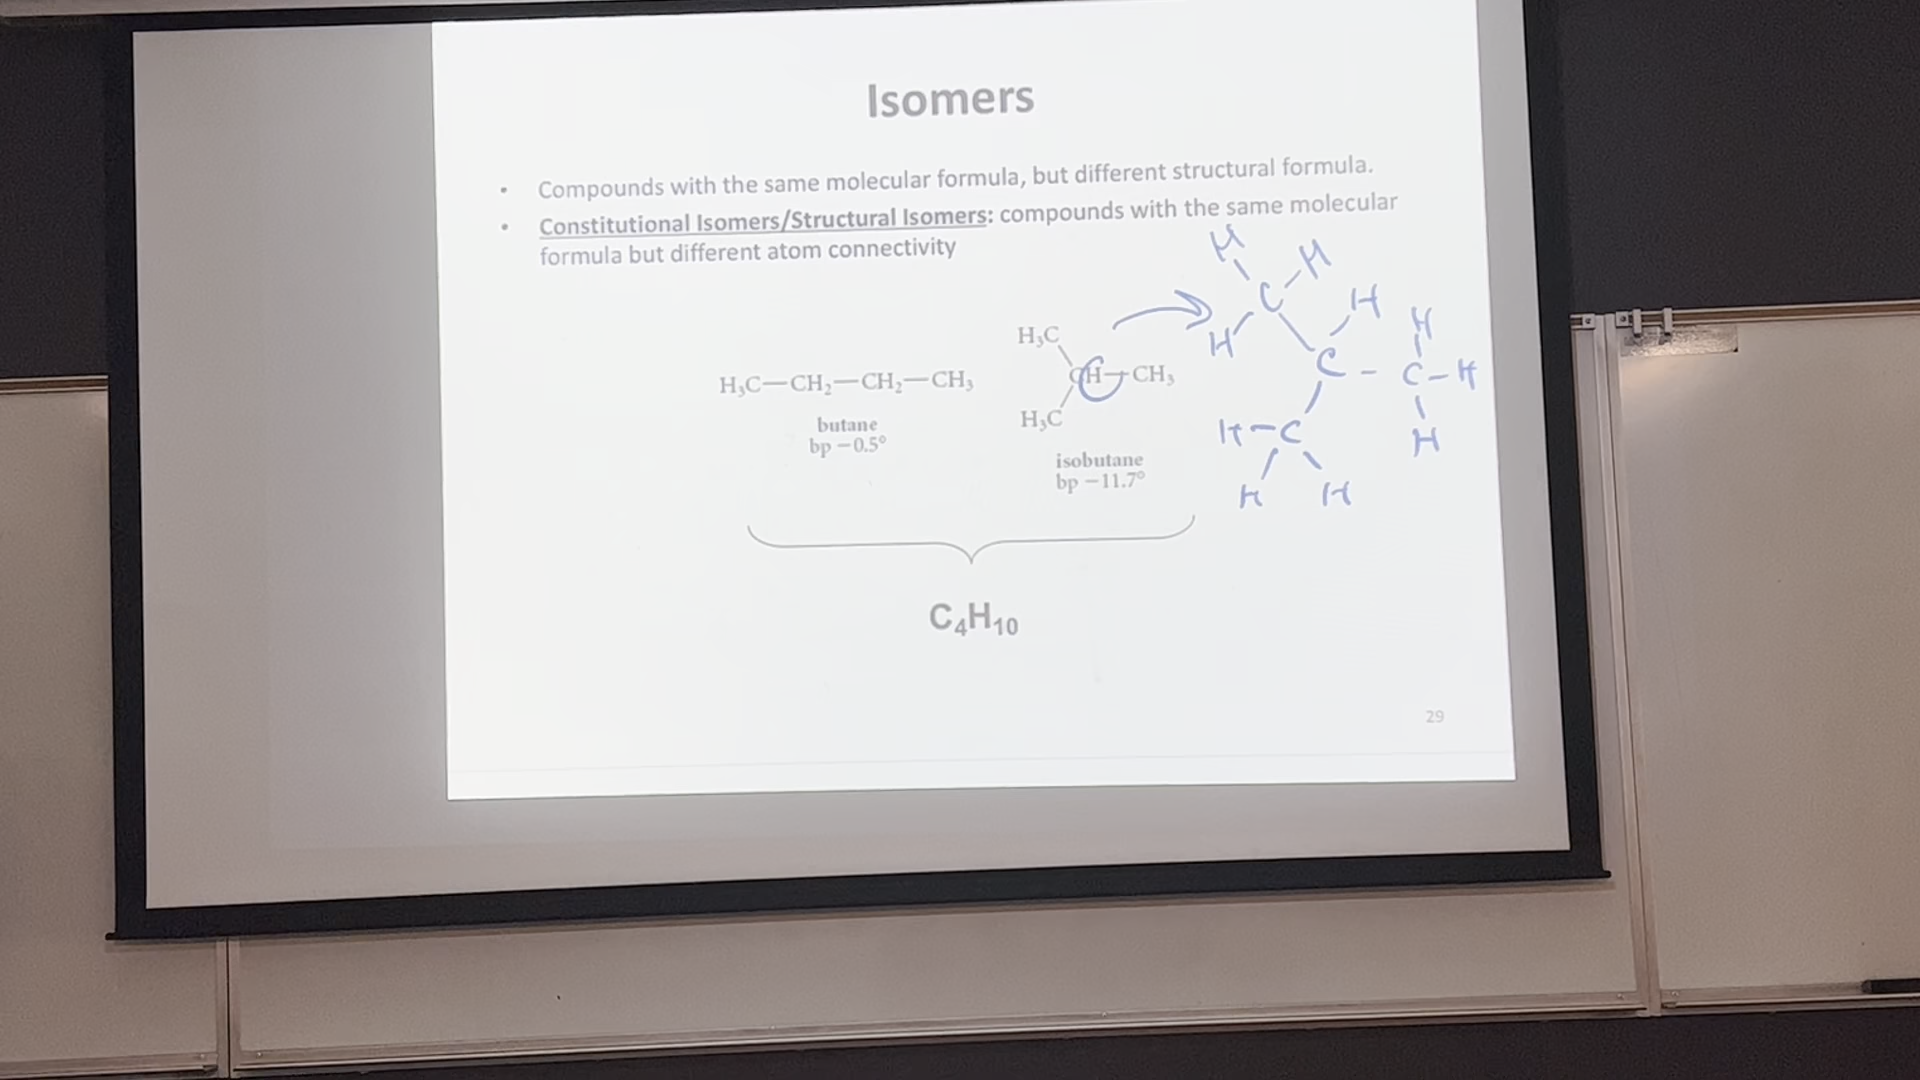 Isomers
• Compounds with the same molecular formula, but different structural formula.
• Constitutional Isomers/Structural Isomers: compounds with the same molecular
formula but different atom connectivity
H₃C—CH₂—CH₂—CH₃
butane
bp −0.5°
H₃C
CH—CH₃
H₃C
isobutane
bp −11.7°
H
C-H
H
H
C - C-H
H
H
H-C
H H
C₄H₁₀
29